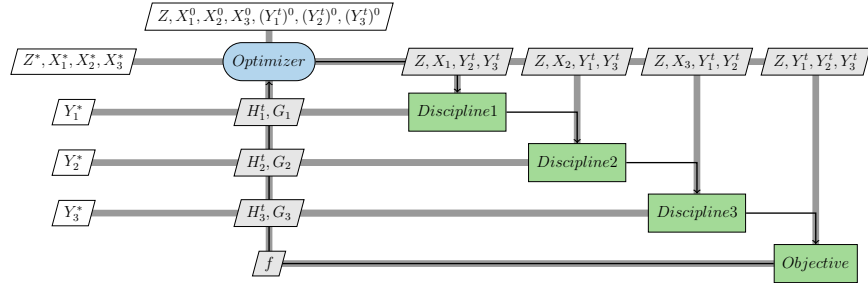 Z, X_1^0, X_2^0, X_3^0, (Y_1^t)^0, (Y_2^t)^0, (Y_3^t)^0
Z*, X_1^*, X_2^*, X_3^*
Optimizer
Z, X_1, Y_2^t, Y_3^t
Z, X_2, Y_1^t, Y_3^t
Z, X_3, Y_1^t, Y_2^t
Z, Y_1^t, Y_2^t, Y_3^t
Y_1^*
H_1^t, G_1
Discipline1
Y_2^*
H_2^t, G_2
Discipline2
Y_3^*
H_3^t, G_3
Discipline3
f
Objective